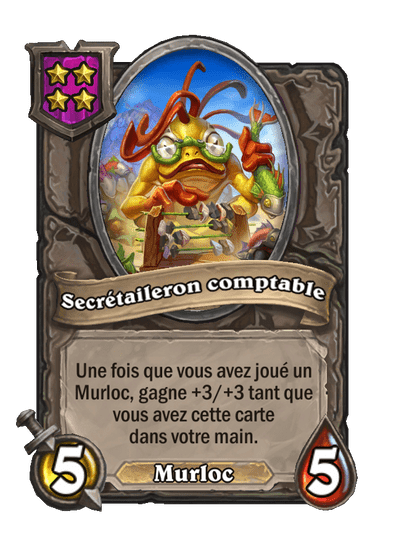 Secrétaileron comptable
Une fois que vous avez joué un
Murloc, gagne +3/+3 tant que
vous avez cette carte
dans votre main.
5
Murloc
5